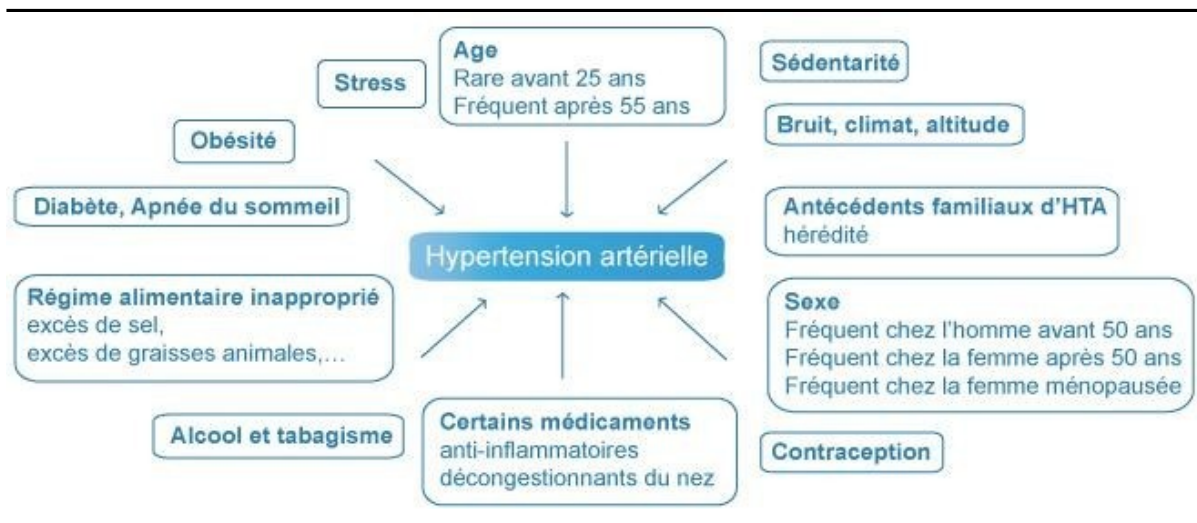 Age
Rare avant 25 ans
Fréquent après 55 ans
Stress
Sédentarité
Obésité
Bruit, climat, altitude
Diabète, Apnée du sommeil
Antécédents familiaux d'HTA
hérédité
Hypertension artérielle
Régime alimentaire inapproprié
excès de sel,
excès de graisses animales,...
Sexe
Fréquent chez l'homme avant 50 ans
Fréquent chez la femme après 50 ans
Fréquent chez la femme ménopausée
Alcool et tabagisme
Certains médicaments
anti-inflammatoires
décongestionnants du nez
Contraception